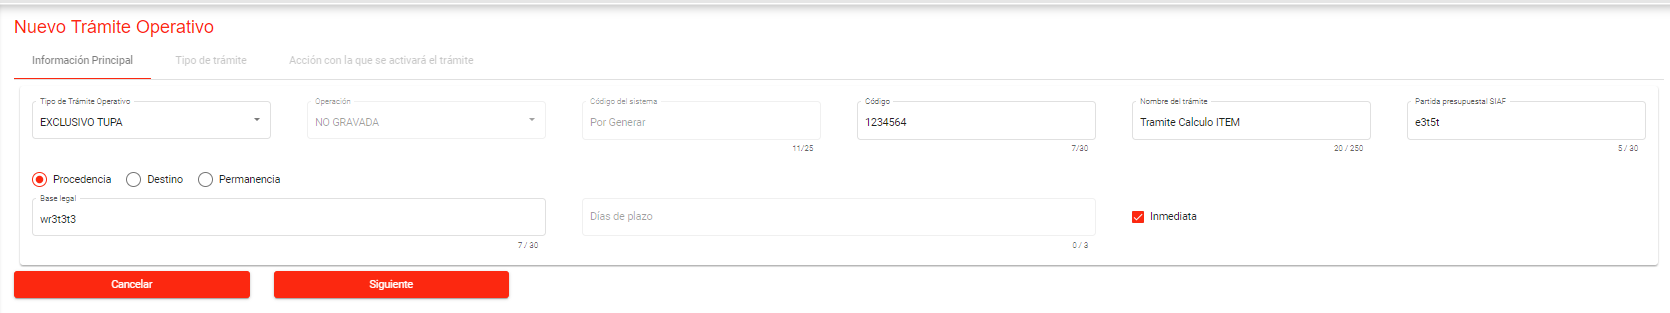 Nuevo Trámite Operativo
Información Principal Tipo de trámite Acción con la que se activará el trámite
Tipo de Trámite Operativo Operación Código del sistema Código Nombre del trámite Partida presupuestal SIAF
EXCLUSIVO TUPA NO GRAVADA Por Generar 1234564 Tramite Calculo ITEM e3t5t
11/25 7/30 20 / 250 5 / 30
Procedencia Destino Permanencia
Base legal
wr3t3t3 Días de plazo Inmediata
7 / 30 0 / 3
Cancelar Siguiente